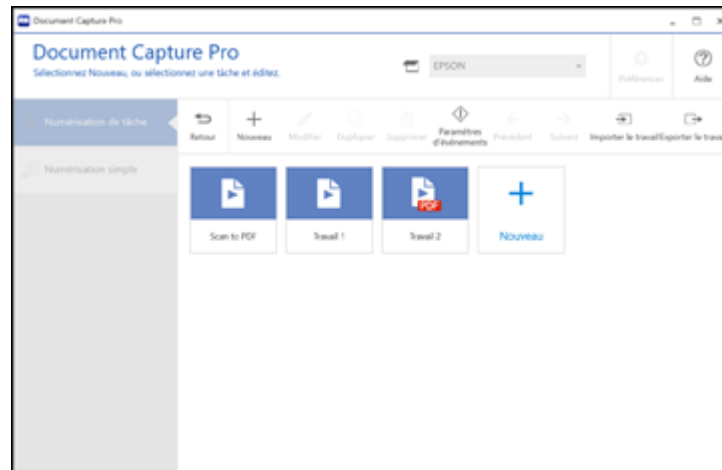 Document Capture Pro
Document Capture Pro
Sélectionnez Nouveau, ou sélectionnez une tâche et éditez.
EPSON
Préférences
Aide
Numérisation de tâche
Numérisation simple
Retour
Nouveau
Modifier
Dupliquer
Supprimer
Paramètres
d'événements
Précédent
Suivant
Importer le travail
Exporter le trava
Scan to PDF
Travail 1
PDF
Travail 2
Nouveau